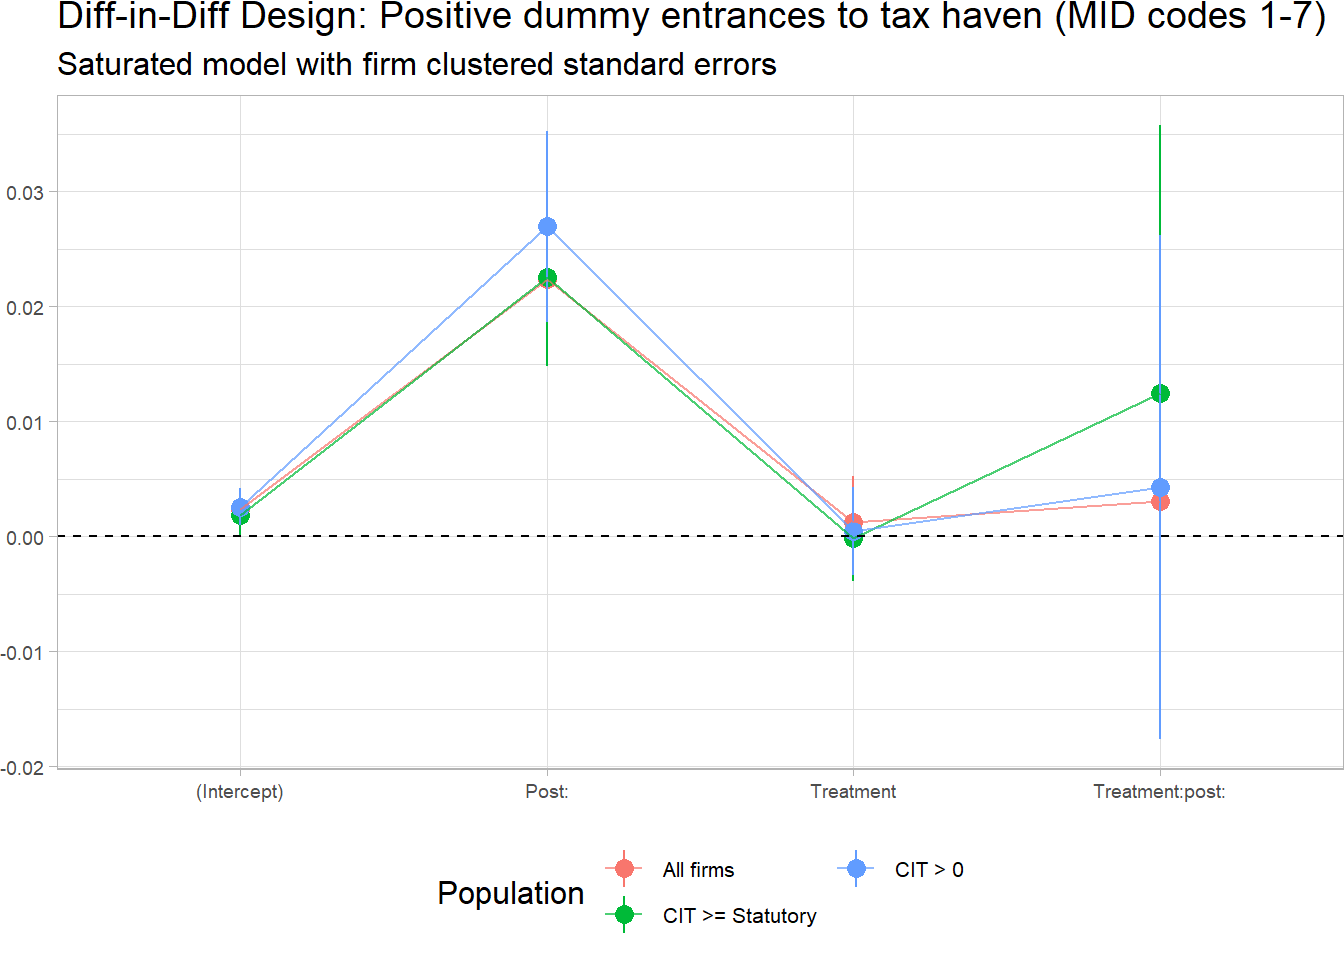 Diff-in-Diff Design: Positive dummy entrances to tax haven (MID codes 1-7)
Saturated model with firm clustered standard errors
0.03
0.02
0.01
0.00
-0.01
-0.02
(Intercept) Post: Treatment Treatment:post:
Population
All firms
CIT > 0
CIT >= Statutory